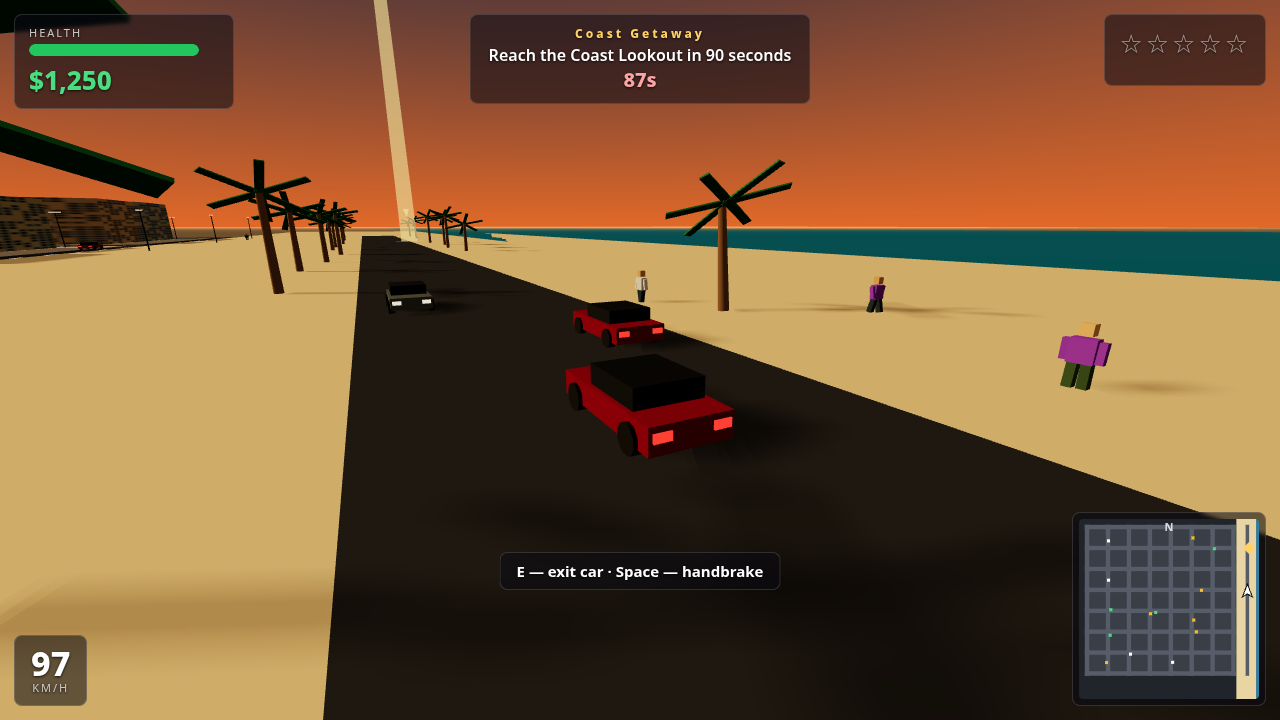 HEALTH
$1,250
Coast Getaway
Reach the Coast Lookout in 90 seconds
87s
E — exit car · Space — handbrake
N
97
KM/H